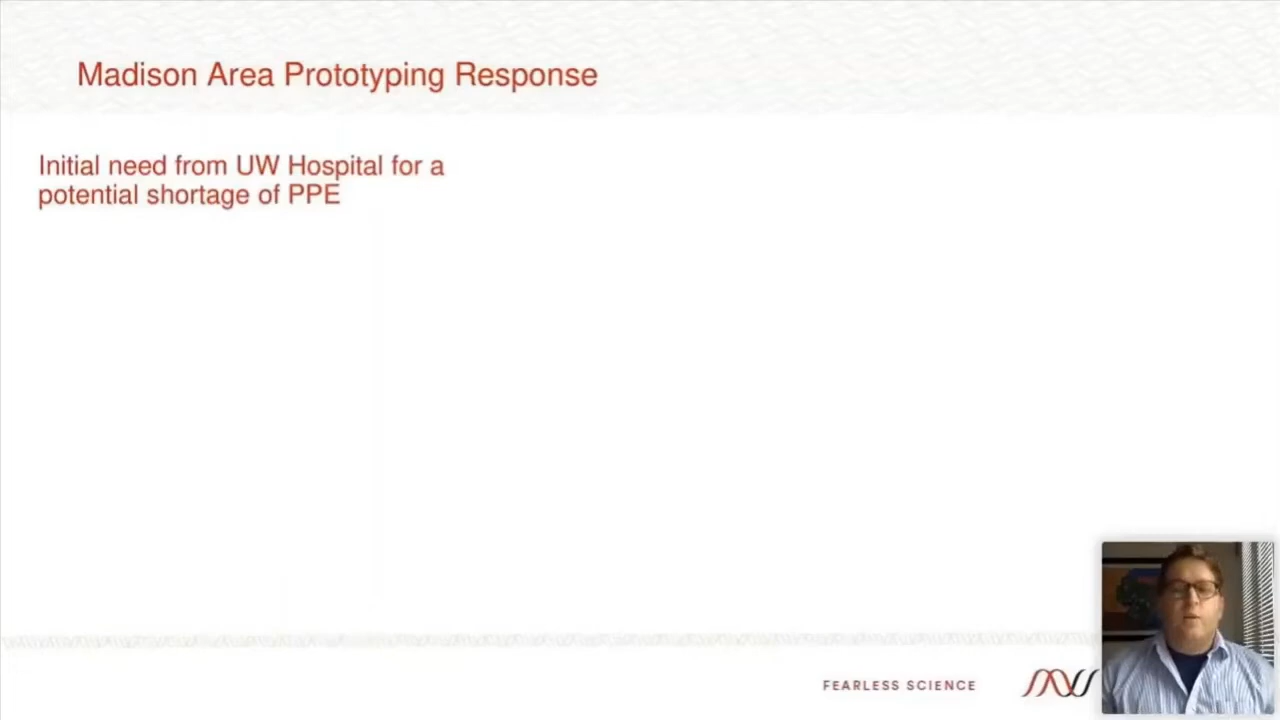 Madison Area Prototyping Response
Initial need from UW Hospital for a
potential shortage of PPE
FEARLESS SCIENCE